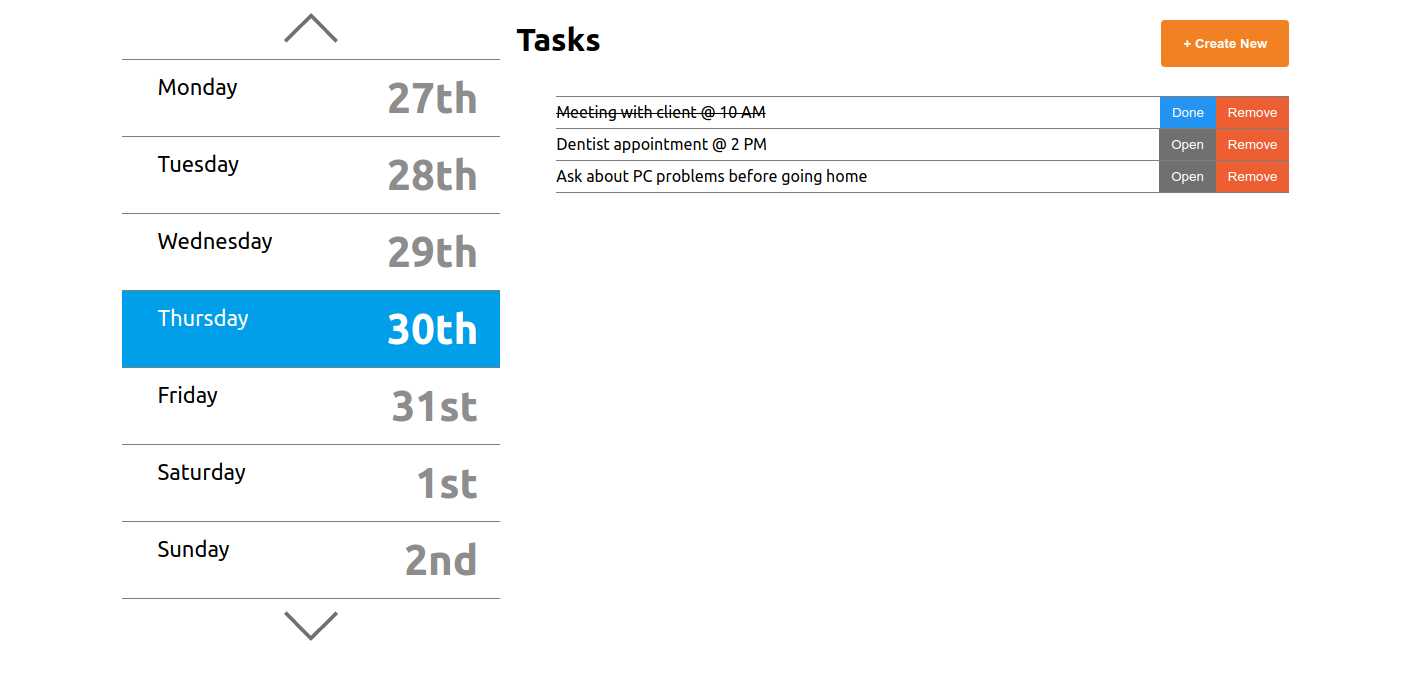 Monday 27th
Tuesday 28th
Wednesday 29th
Thursday 30th
Friday 31st
Saturday 1st
Sunday 2nd
Tasks
+ Create New
Meeting with client @ 10 AM Done Remove
Dentist appointment @ 2 PM Open Remove
Ask about PC problems before going home Open Remove